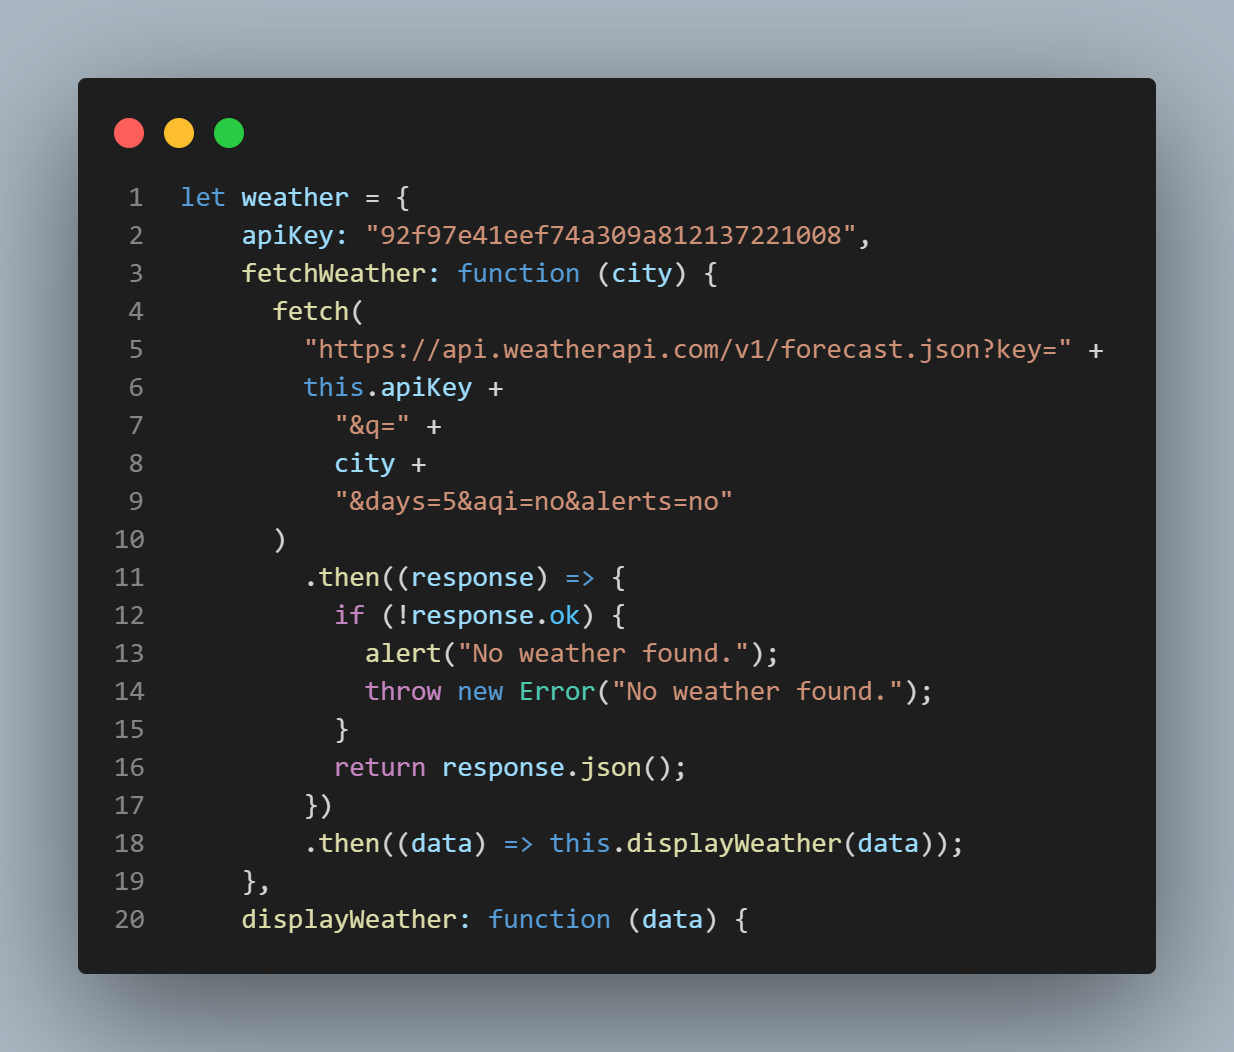 1 let weather = {
2 apiKey: "92f97e41eef74a309a812137221008",
3 fetchWeather: function (city) {
4 fetch(
5 "https://api.weatherapi.com/v1/forecast.json?key=" +
6 this.apiKey +
7 "&q=" +
8 city +
9 "&days=5&aqi=no&alerts=no"
10 )
11 .then((response) => {
12 if (!response.ok) {
13 alert("No weather found.");
14 throw new Error("No weather found.");
15 }
16 return response.json();
17 })
18 .then((data) => this.displayWeather(data));
19 },
20 displayWeather: function (data) {